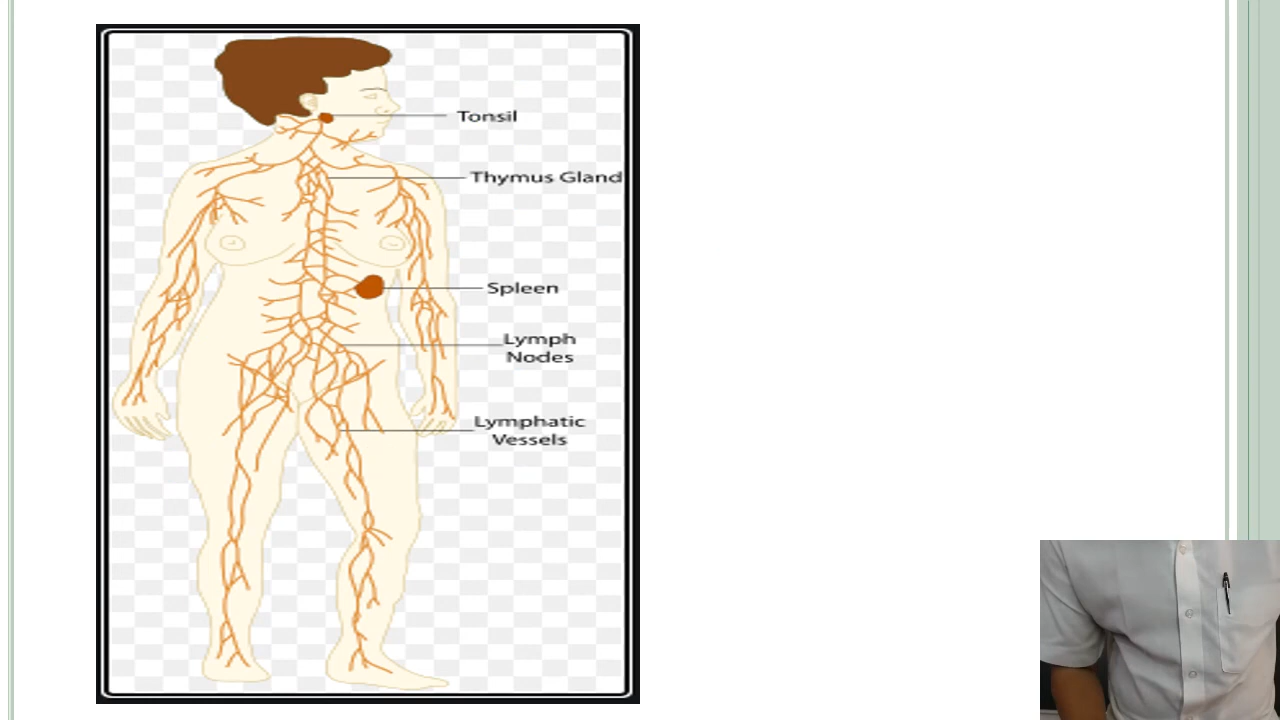 Tonsil
Thymus Gland
Spleen
Lymph
Nodes
Lymphatic
Vessels